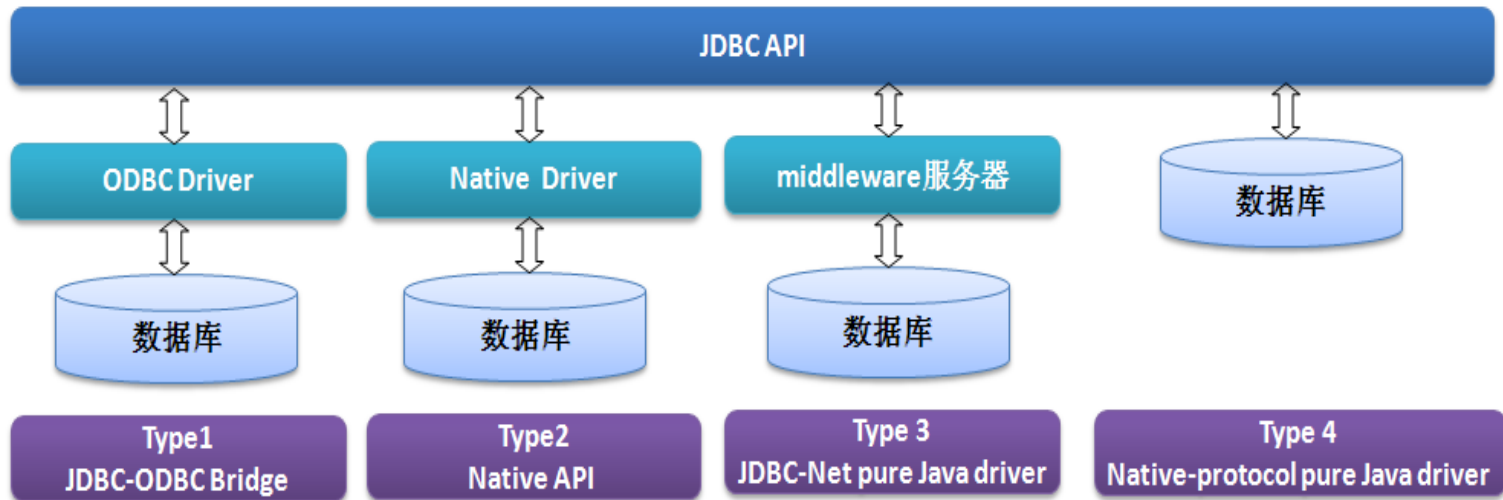 JDBC API
ODBC Driver
Native Driver
middleware服务器
数据库
数据库
数据库
数据库
Type1
JDBC-ODBC Bridge
Type2
Native API
Type 3
JDBC-Net pure Java driver
Type 4
Native-protocol pure Java driver